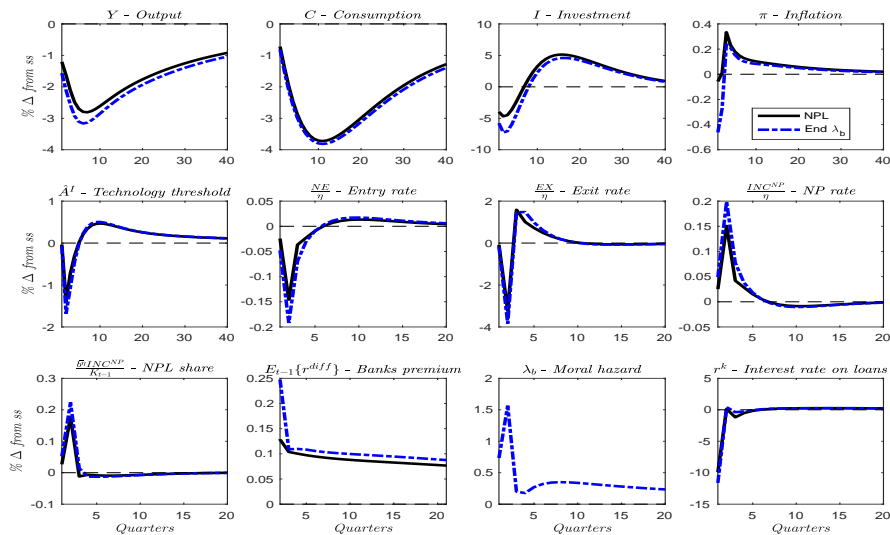 Y - Output
C - Consumption
I - Investment
π - Inflation
% Δ from ss
0
-1
-2
-3
-4
10 20 30 40
0
-1
-2
-3
-4
10 20 30 40
10
5
0
-5
-10
10 20 30 40
0.4
0.2
0
-0.2
-0.4
-0.6
10 20 30 40
NPL
End λ_b
Â^I - Technology threshold
NE/η - Entry rate
EX/η - Exit rate
INC^NP/η - NP rate
% Δ from ss
1
0
-1
-2
10 20 30 40
0.05
0
-0.05
-0.1
-0.15
-0.2
5 10 15 20
4
2
0
-2
-4
5 10 15 20
0.2
0.15
0.1
0.05
0
-0.05
5 10 15 20
NPL share
E_{t-1}{r^diff} - Banks premium
λ_b - Moral hazard
r^k - Interest rate on loans
% Δ from ss
0.3
0.2
0.1
0
-0.1
5 10 15 20
Quarters
0.25
0.2
0.15
0.1
0.05
0
5 10 15 20
Quarters
2
1.5
1
0.5
0
5 10 15 20
Quarters
5
0
-5
-10
-15
5 10 15 20
Quarters